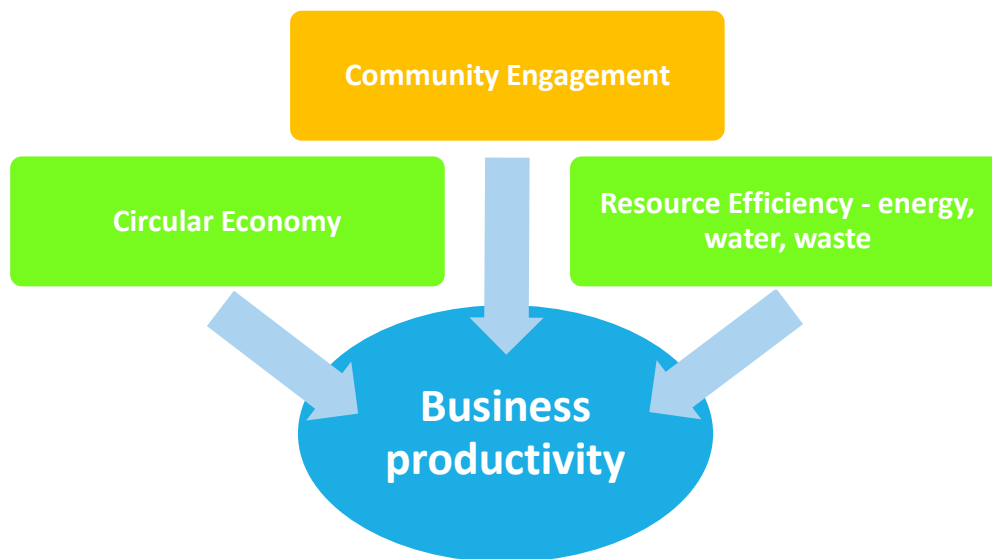 Community Engagement
Circular Economy
Resource Efficiency - energy,
water, waste
Business
productivity